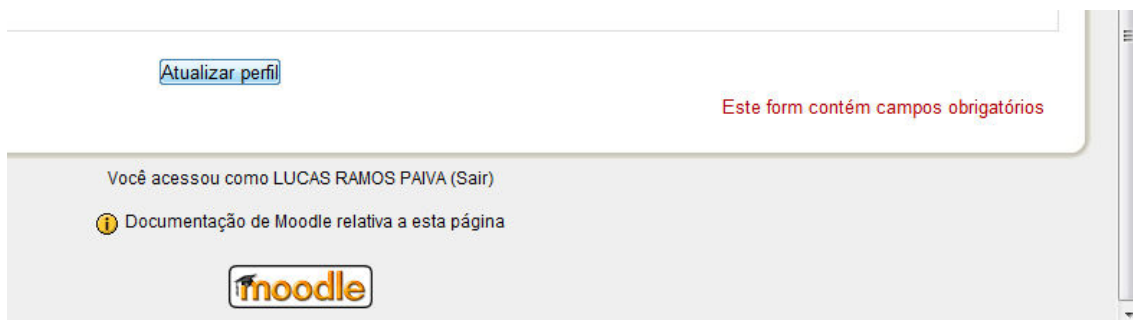 Atualizar perfil
Este form contém campos obrigatórios
Você acessou como LUCAS RAMOS PAIVA (Sair)
Documentação de Moodle relativa a esta página
moodle